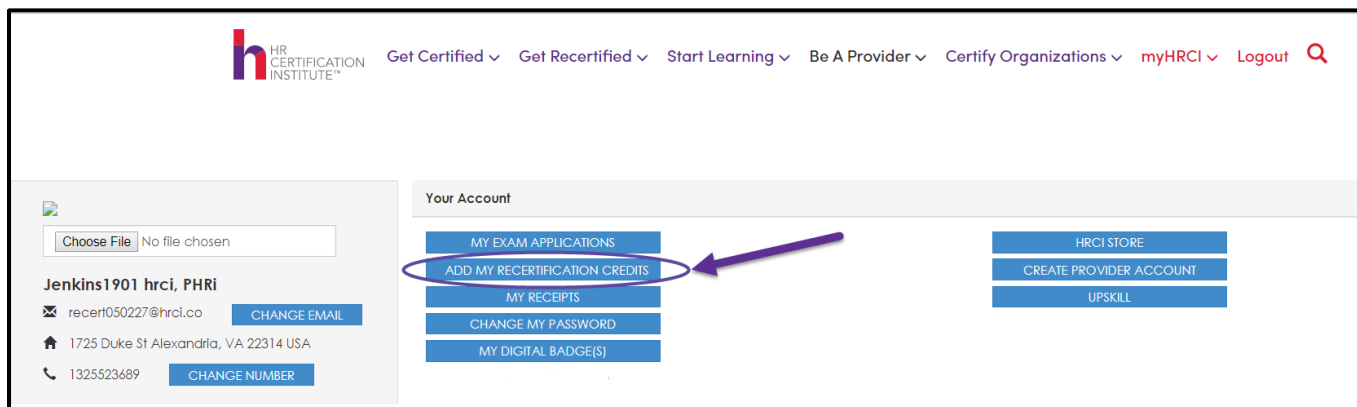 HR
CERTIFICATION
INSTITUTE™
Get Certified Get Recertified Start Learning Be A Provider Certify Organizations myHRCI Logout
Your Account
Choose File No file chosen
Jenkins1901 hrci, PHRi
recert050227@hrci.co CHANGE EMAIL
1725 Duke St Alexandria, VA 22314 USA
1325523689 CHANGE NUMBER
MY EXAM APPLICATIONS
ADD MY RECERTIFICATION CREDITS
MY RECEIPTS
CHANGE MY PASSWORD
MY DIGITAL BADGE(S)
HRCI STORE
CREATE PROVIDER ACCOUNT
UPSKILL